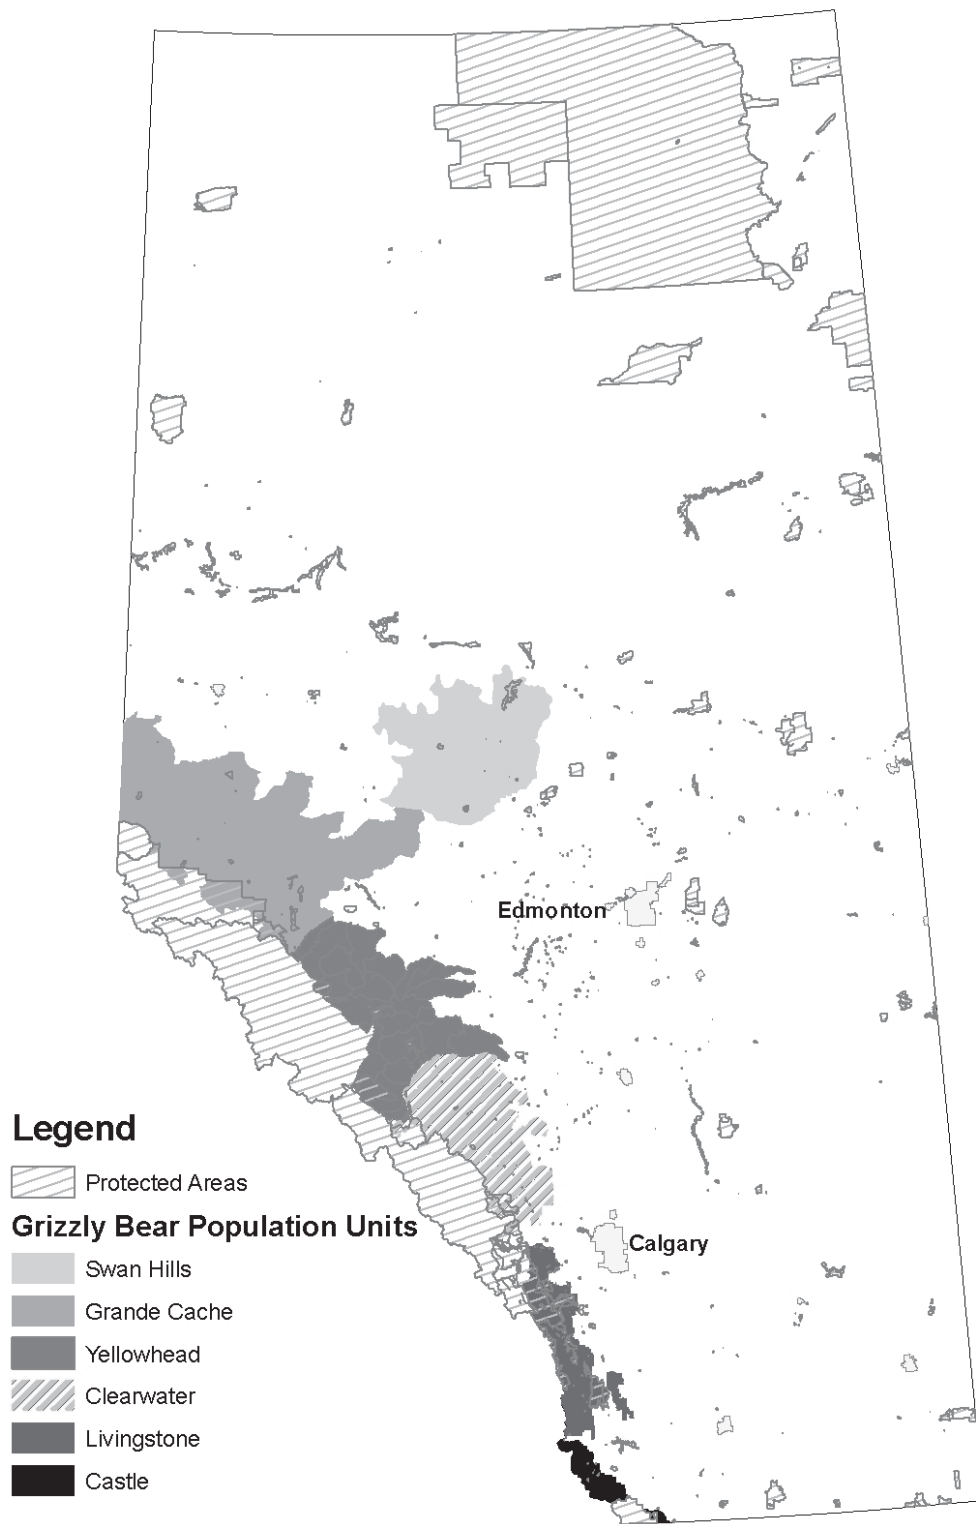 Edmonton
Calgary
Legend
Protected Areas
Grizzly Bear Population Units
Swan Hills
Grande Cache
Yellowhead
Clearwater
Livingstone
Castle